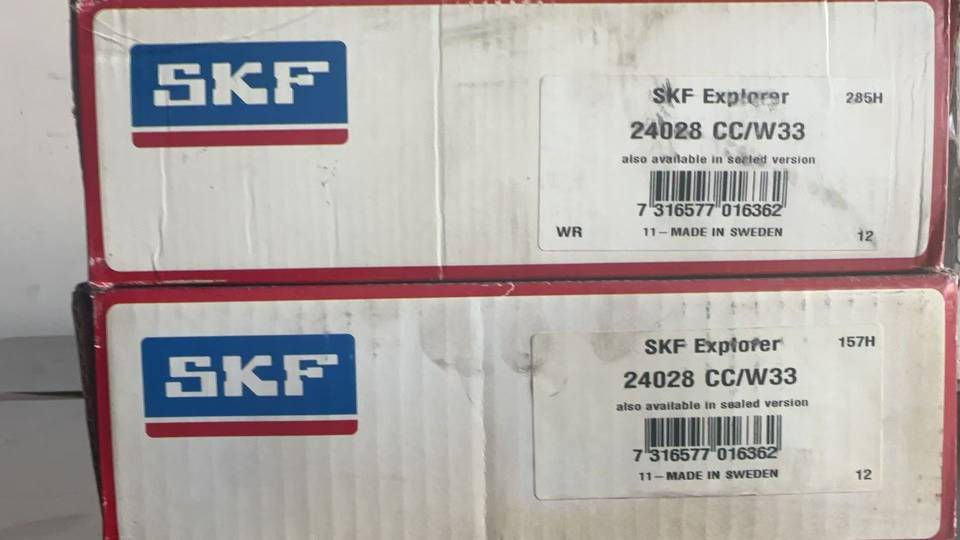 SKF
SKF Explorer 285H
24028 CC/W33
also available in sealed version
7 316577 016362
WR 11–MADE IN SWEDEN 12
SKF
SKF Explorer 157H
24028 CC/W33
also available in sealed version
7 316577 016362
11–MADE IN SWEDEN 12